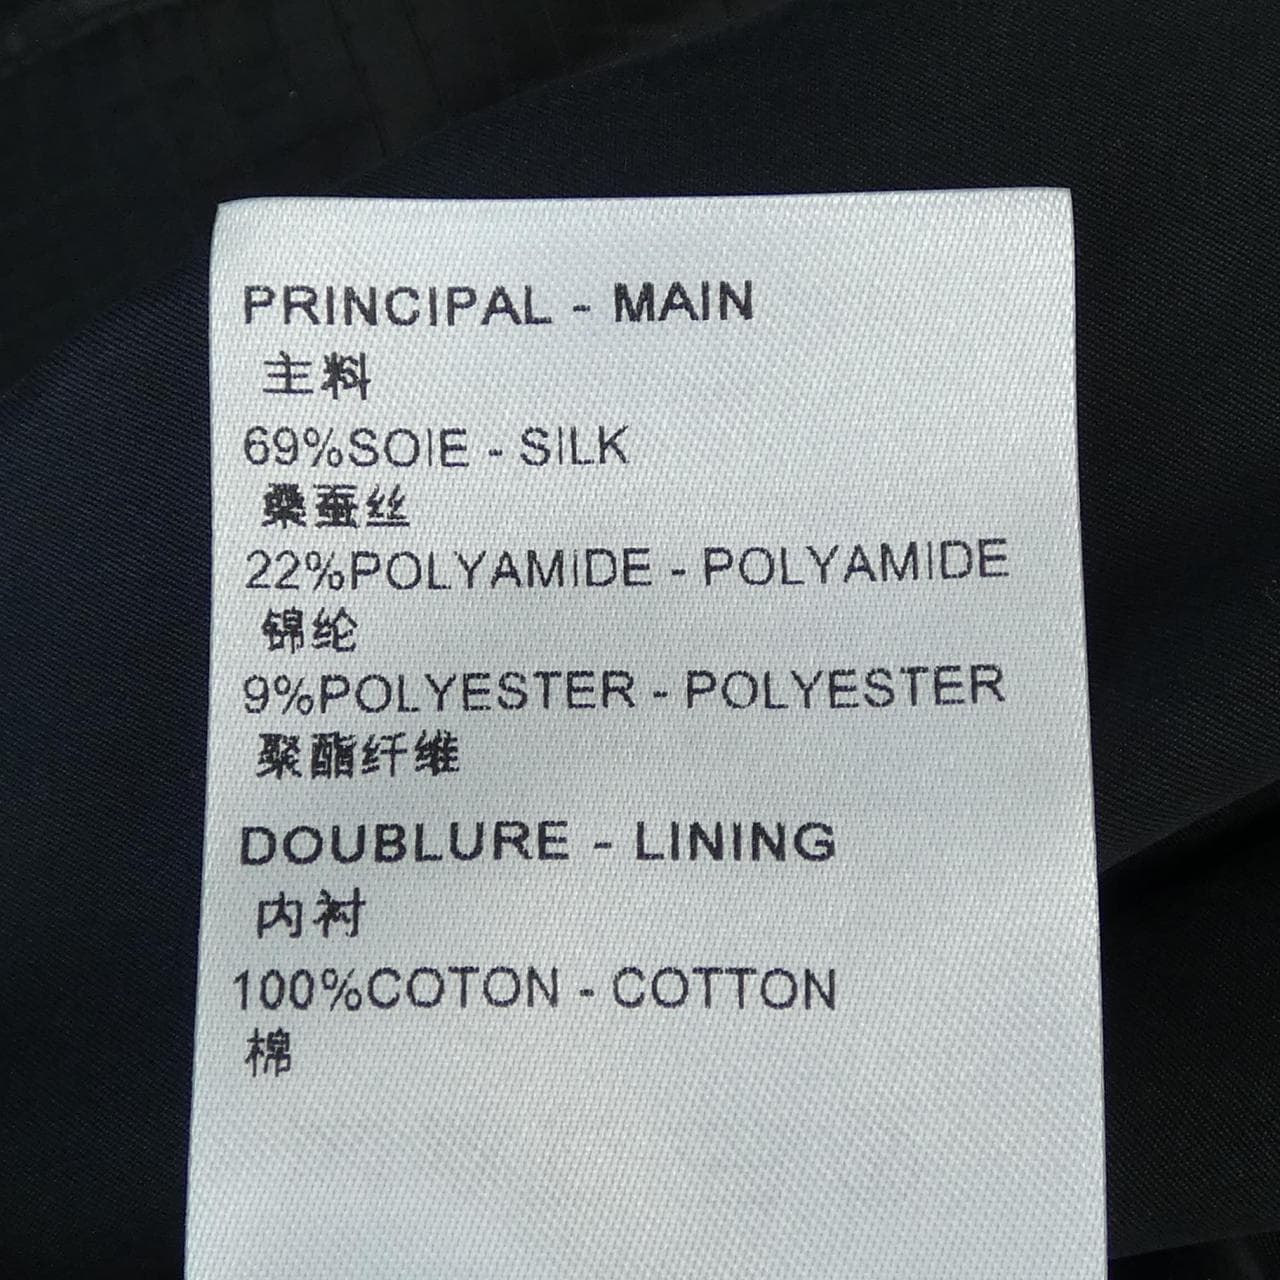 PRINCIPAL - MAIN
主料
69%SOIE - SILK
桑蚕丝
22%POLYAMIDE - POLYAMIDE
锦纶
9%POLYESTER - POLYESTER
聚酯纤维
DOUBLURE - LINING
内衬
100%COTON - COTTON
棉